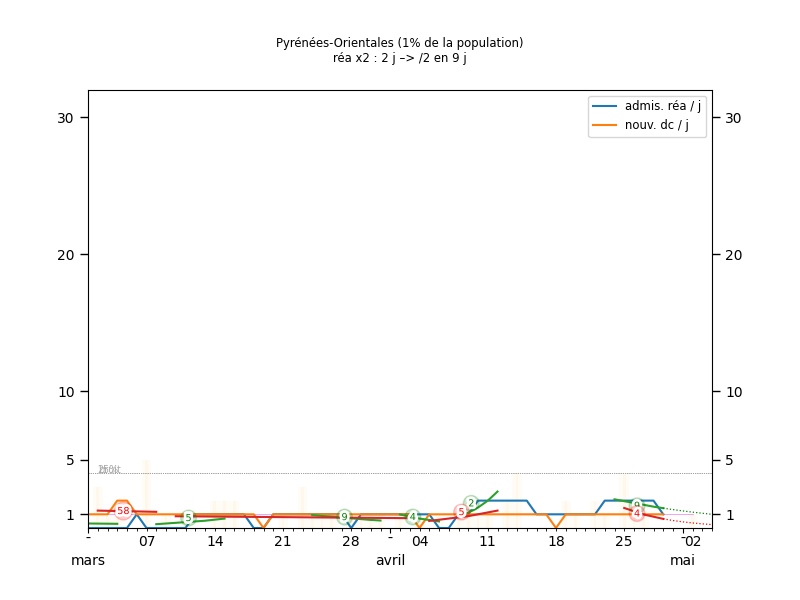 Pyrénées-Orientales (1% de la population)
réa x2 : 2 j –> /2 en 9 j
admis. réa / j
nouv. dc / j
30 30
20 20
10 10
5 5
1 1
58 5 9 4 5 2 9 4
- 07 14 21 28 - 04 11 18 25 - 02
mars avril mai